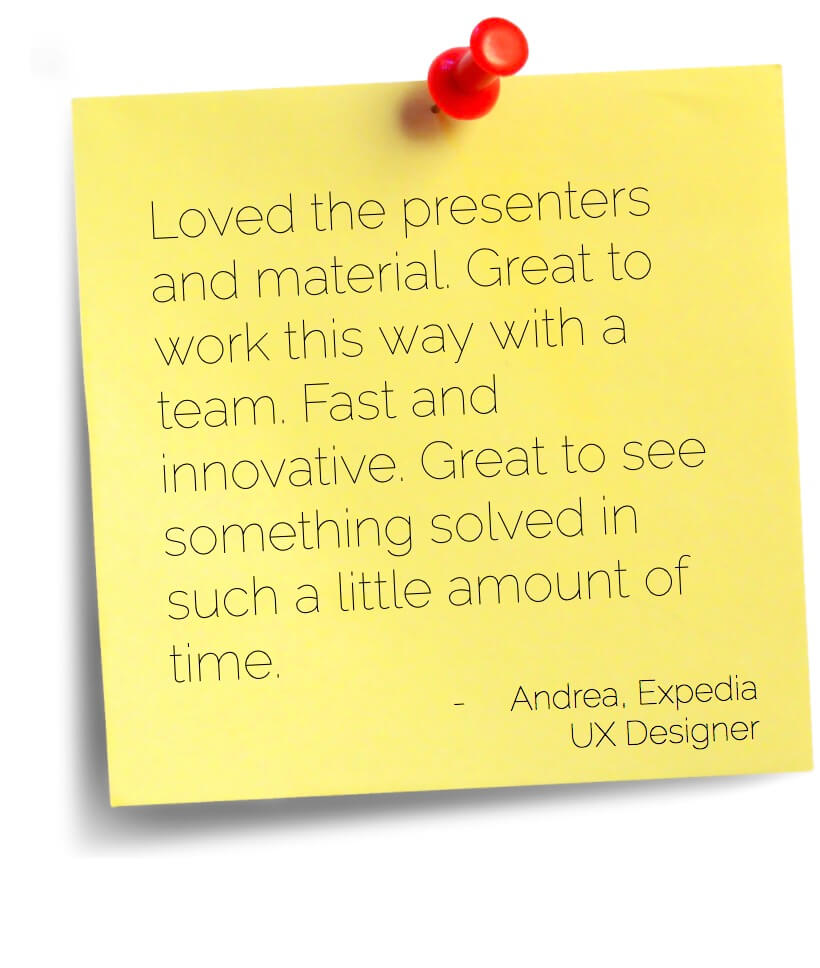 Loved the presenters
and material. Great to
work this way with a
team. Fast and
innovative. Great to see
something solved in
such a little amount of
time.
- Andrea, Expedia
UX Designer